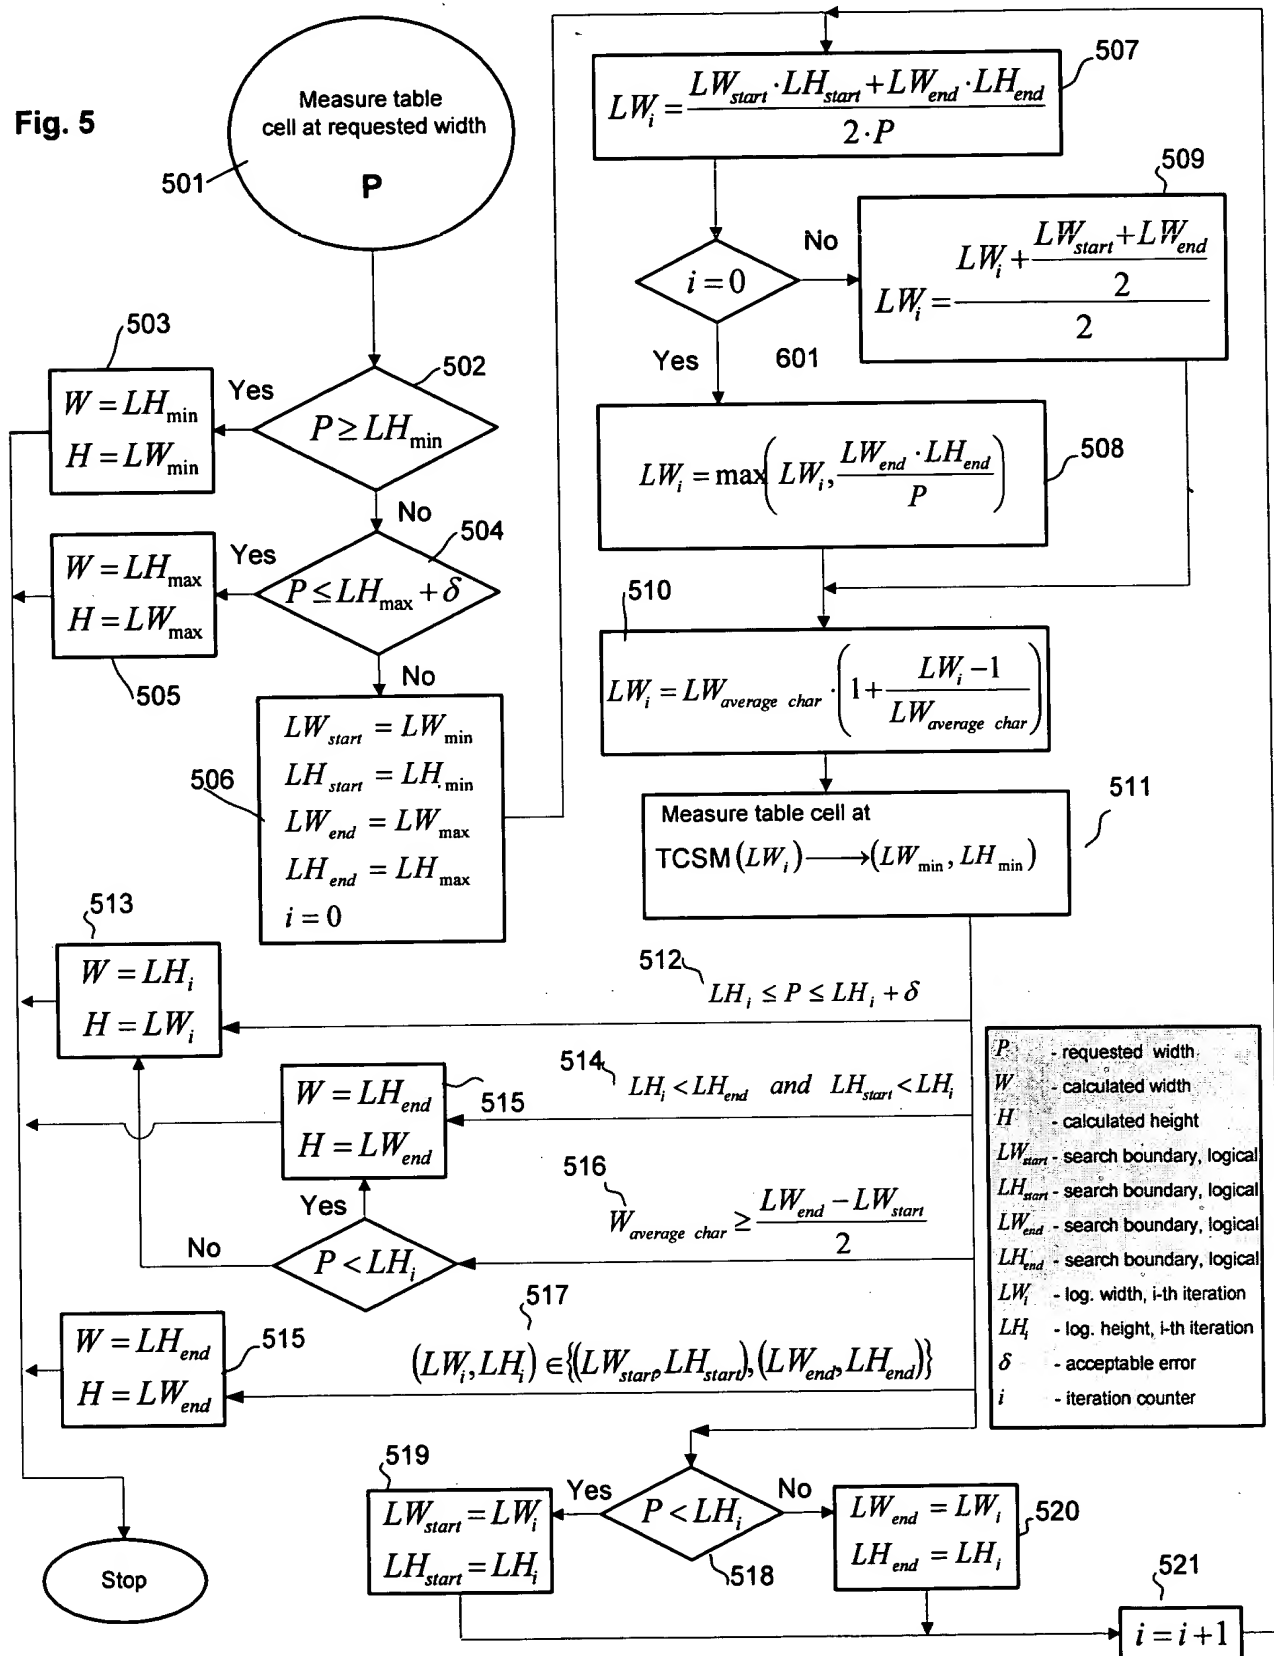 Fig. 5
Measure table
cell at requested width
P
501
502
P ≥ LH_min
Yes
No
503
W = LH_min
H = LW_min
504
P ≤ LH_max + δ
Yes
No
W = LH_max
H = LW_max
505
506
LW_start = LW_min
LH_start = LH_min
LW_end = LW_max
LH_end = LH_max
i = 0
507
LW_i = (LW_start · LH_start + LW_end · LH_end) / (2 · P)
i = 0
No
Yes
509
LW_i = (LW_i + (LW_start + LW_end) / 2) / 2
601
508
LW_i = max(LW_i, (LW_end · LH_end) / P)
510
LW_i = LW_average char · (1 + (LW_i − 1) / LW_average char)
511
Measure table cell at
TCSM (LW_i) ⟶ (LW_min, LH_min)
512
LH_i ≤ P ≤ LH_i + δ
513
W = LH_i
H = LW_i
514
LH_i < LH_end and LH_start < LH_i
515
W = LH_end
H = LW_end
516
W_average char ≥ (LW_end − LW_start) / 2
Yes
No
P < LH_i
517
(LW_i, LH_i) ∈ {(LW_start, LH_start), (LW_end, LH_end)}
515
W = LH_end
H = LW_end
518
P < LH_i
Yes
No
519
LW_start = LW_i
LH_start = LH_i
520
LW_end = LW_i
LH_end = LH_i
521
i = i + 1
Stop
P - requested width
W - calculated width
H - calculated height
LW_start - search boundary, logical
LH_start - search boundary, logical
LW_end - search boundary, logical
LH_end - search boundary, logical
LW_i - log. width, i-th iteration
LH_i - log. height, i-th iteration
δ - acceptable error
i - iteration counter